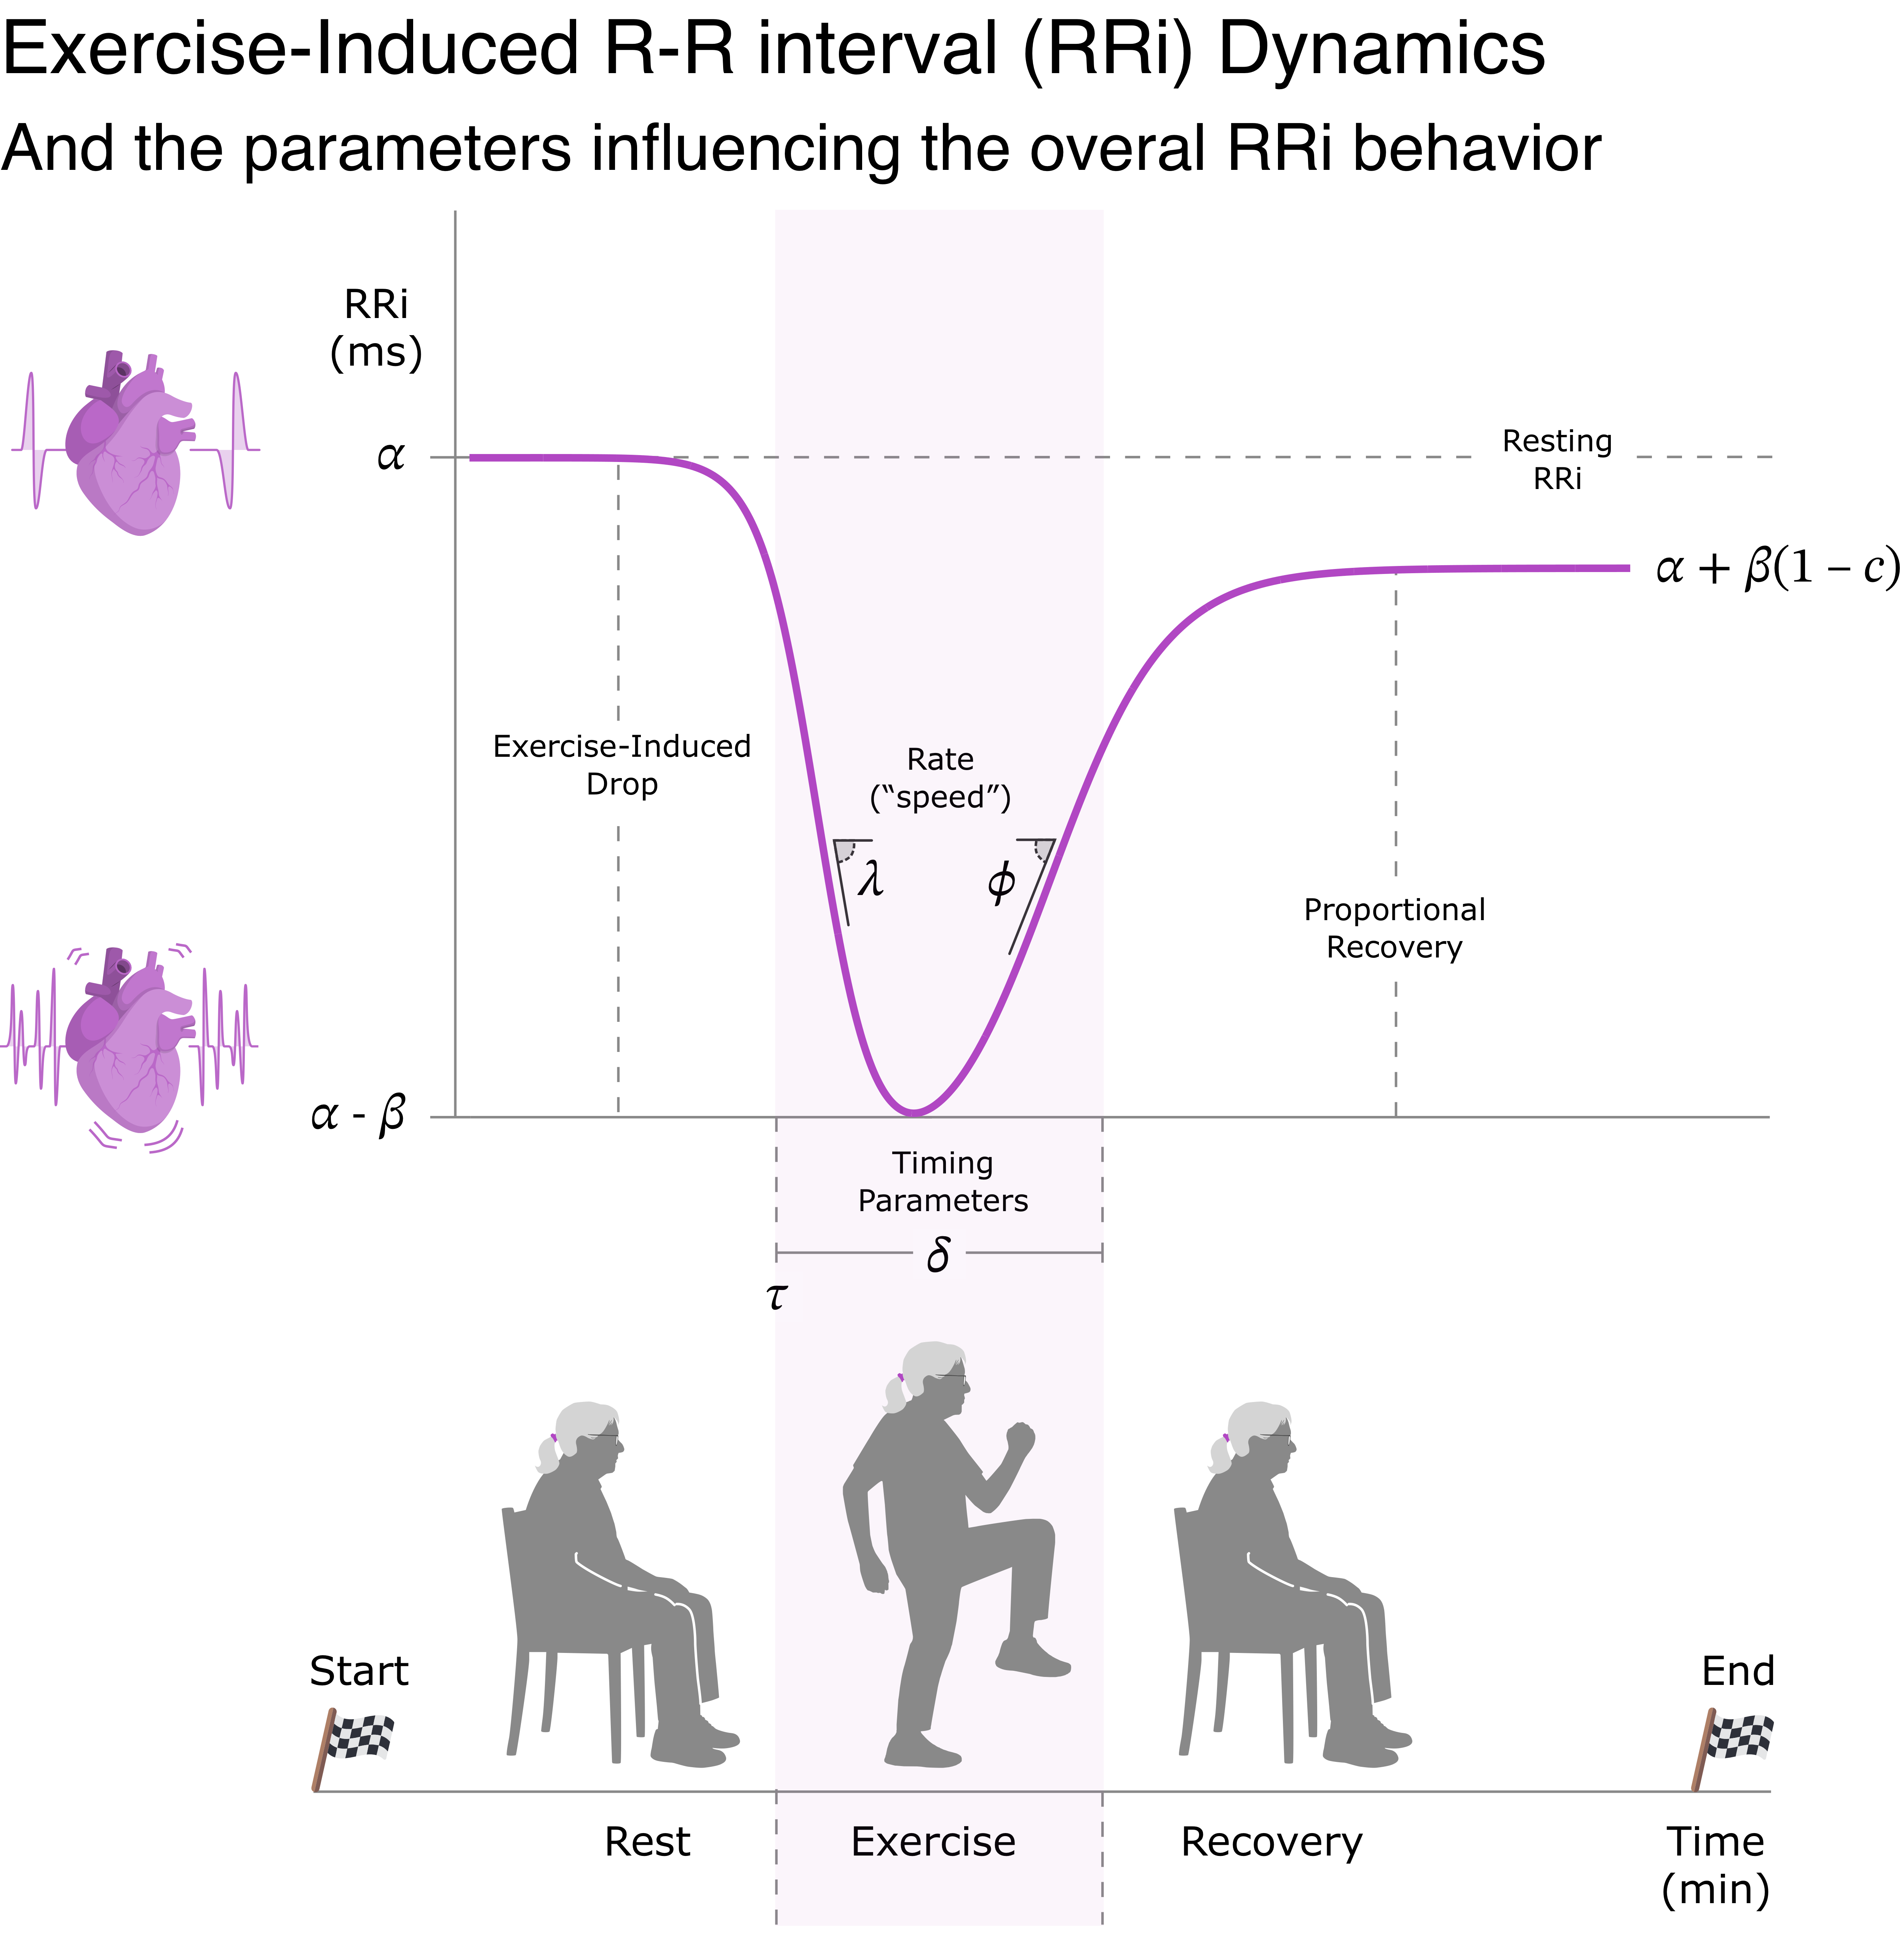 Exercise-Induced R-R interval (RRi) Dynamics
And the parameters influencing the overal RRi behavior
RRi
(ms)
α
Resting
RRi
α + β(1 – c)
Exercise-Induced
Drop
Rate
(“speed”)
λ
ϕ
Proportional
Recovery
α - β
Timing
Parameters
δ
τ
Start
End
Rest
Exercise
Recovery
Time
(min)